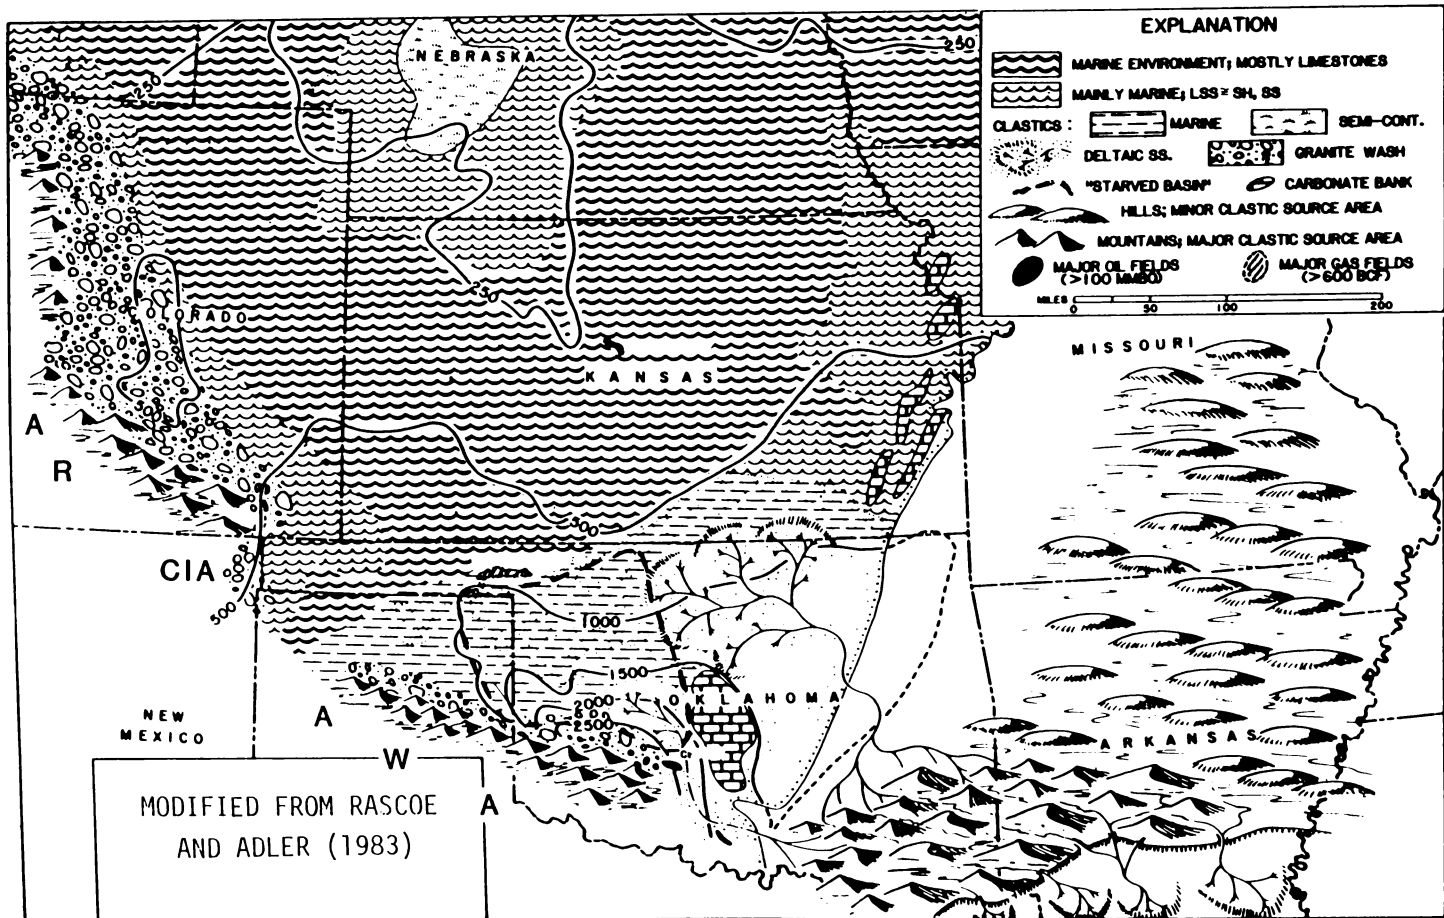 EXPLANATION
MARINE ENVIRONMENT; MOSTLY LIMESTONES
MAINLY MARINE; LSS ≅ SH, SS
CLASTICS : MARINE SEMI-CONT.
DELTAIC SS. GRANITE WASH
"STARVED BASIN" CARBONATE BANK
HILLS; MINOR CLASTIC SOURCE AREA
MOUNTAINS; MAJOR CLASTIC SOURCE AREA
MAJOR OIL FIELDS MAJOR GAS FIELDS
(>100 MMBO) (>600 BCF)
MILES 0 50 100 200
NEBRASKA
250
250
250
250
COLORADO
MISSOURI
KANSAS
A
R
300
CIA
500
1000
1500
2000
2500
OKLAHOMA
A
NEW
MEXICO
W
ARKANSAS
A
MODIFIED FROM RASCOE
AND ADLER (1983)